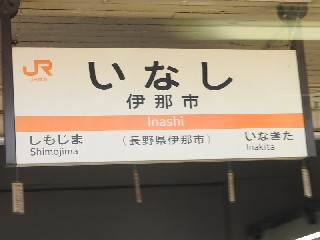 JR
いなし
伊那市
Inashi
しもじま （長野県伊那市） いなきた
Shimojima Inakita